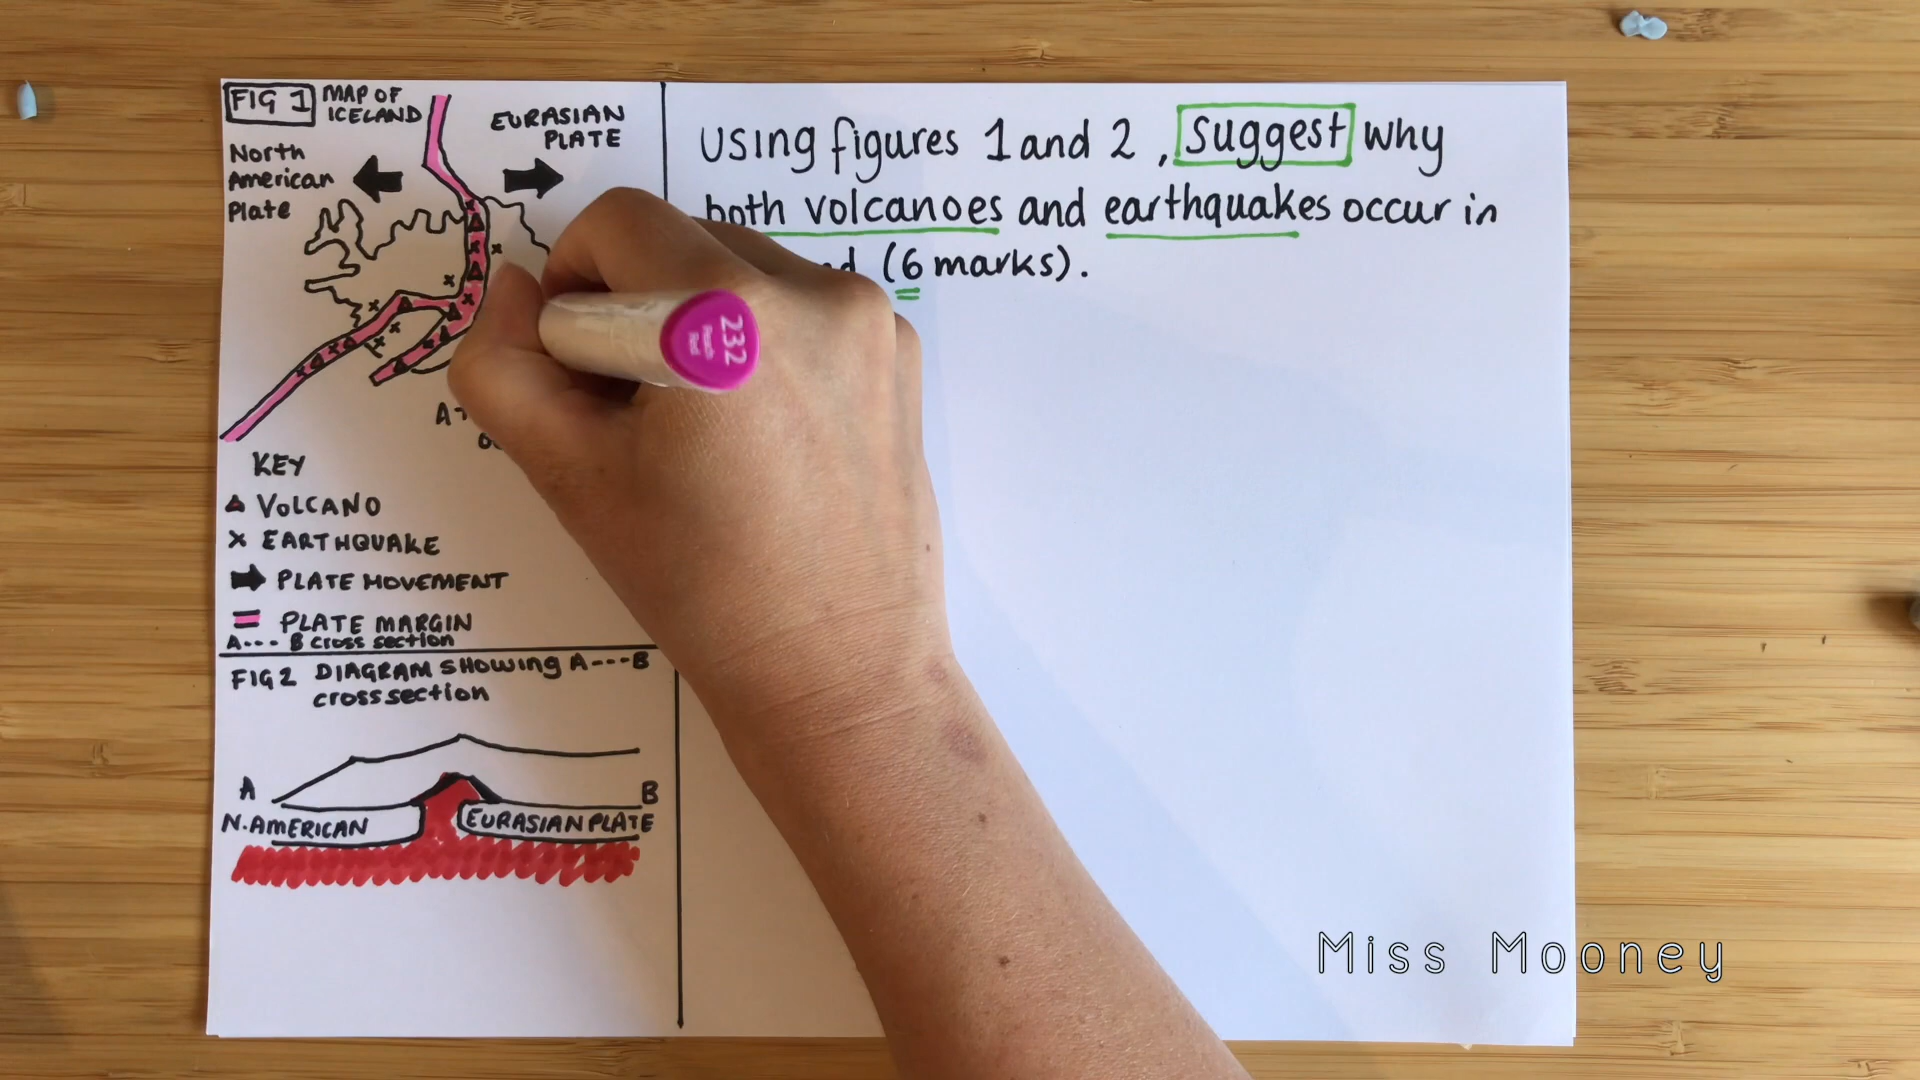 FIG 1 MAP OF
ICELAND
EURASIAN
PLATE
North
American
Plate
KEY
VOLCANO
EARTHQUAKE
PLATE MOVEMENT
PLATE MARGIN
A--- B cross section
FIG 2 DIAGRAM SHOWING A---B
cross section
A
B
N. AMERICAN
EURASIAN PLATE
Using figures 1 and 2, suggest why
both volcanoes and earthquakes occur in
(6 marks).
232
Miss Mooney